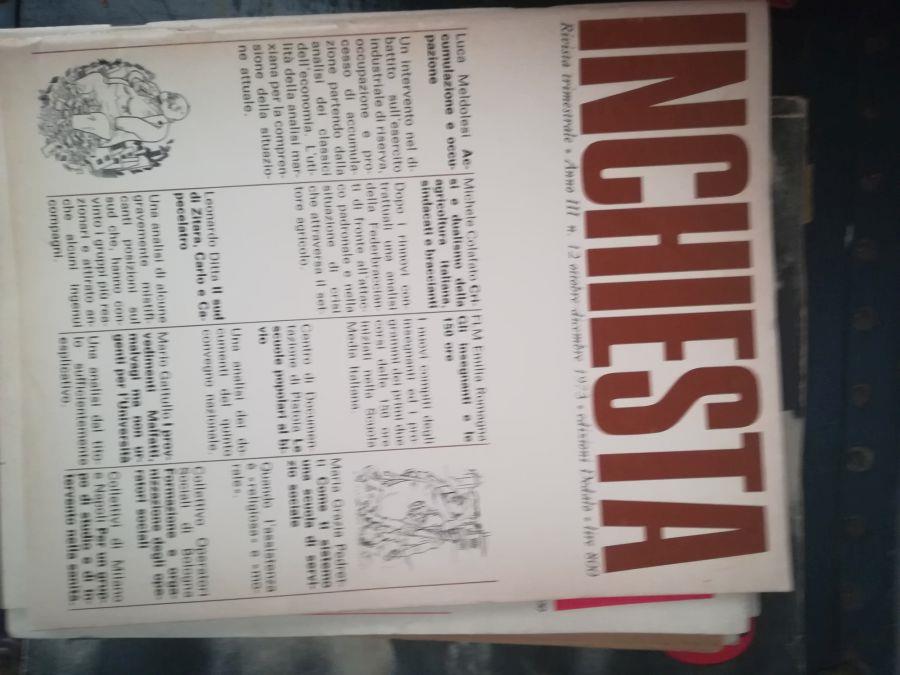 INCHIESTA
Rivista trimestrale • Anno III n. 12 ottobre dicembre 1973 • edizioni Dedalo • lire 800
Luca Meldolesi Ac-
cumulazione e occu-
pazione
Un intervento nel di-
battito sull'esercito
industriale di riserva,
occupazione e pro-
cesso di accumula-
zione partendo dalla
analisi dei classici
dell'economia. L'uti-
lità della analisi mar-
xiana per la compren-
sione della situazio-
ne attuale.
Michele Colafato Cri-
si e dualismo della
agricoltura italiana,
sindacati e braccianti
Dopo i rinnovi con-
trattuali una analisi
della Federbraccian-
ti di fronte all'attac-
co padronale e nella
situazione di crisi
che attraversa il set-
tore agricolo.
Leonardo Ditta Il sud
di Zitara, Carlo e Ca-
pecelatro
Una analisi di alcune
gravemente mistifi-
canti posizioni sul
sud che, hanno con-
vinto i gruppi più rea-
zionari e attirato an-
che alcuni ingenui
compagni.
FLM Emilia Romagna
Gli insegnanti e le
150 ore
I nuovi compiti degli
insegnanti ed i pro-
grammi dei primi due
corsi delle 150 ore
iniziati nella Scuola
Media Italiana.
Centro di Documen-
tazione di Pistoia Le
scuole popolari al bi-
vio
Una analisi dei do-
cumenti del quinto
convegno nazionale.
Mario Gattullo I prov-
vedimenti Malfatti,
malvagi ma non ur-
genti per l'Università
Una analisi dal tito-
lo sufficientemente
esplicativo.
Maria Grazia
Come il sistema
una scuola di servi-
zio sociale
Quando l'assistenza
è «religiosa» e «mo-
rale».
Collettivo Operatori
Sociali di Bologna
Formazione e orga-
nizzazione degli ope-
ratori sociali
Collettivi di Milano
e Napoli Per un grup-
po di studio e di in-
tervento nella sanità.